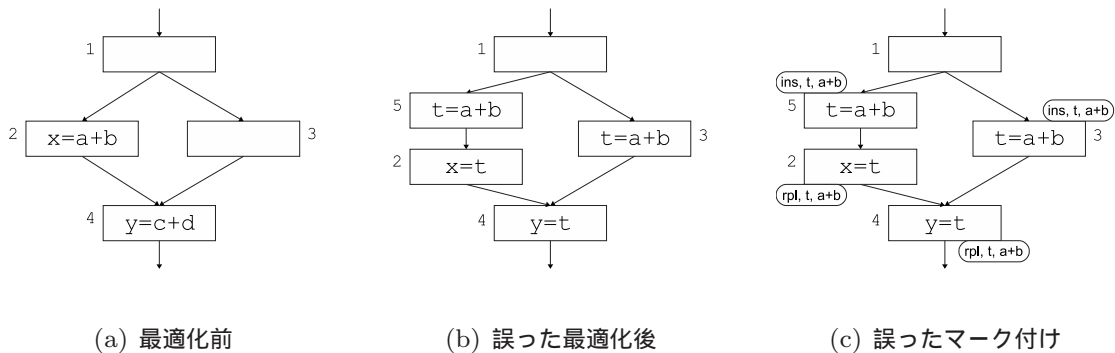 1
2
x=a+b
3
4
y=c+d
(a) 最適化前
1
5
t=a+b
t=a+b
3
2
x=t
4
y=t
(b) 誤った最適化後
1
ins, t, a+b
5
t=a+b
ins, t, a+b
t=a+b
3
2
x=t
rpl, t, a+b
4
y=t
rpl, t, a+b
(c) 誤ったマーク付け